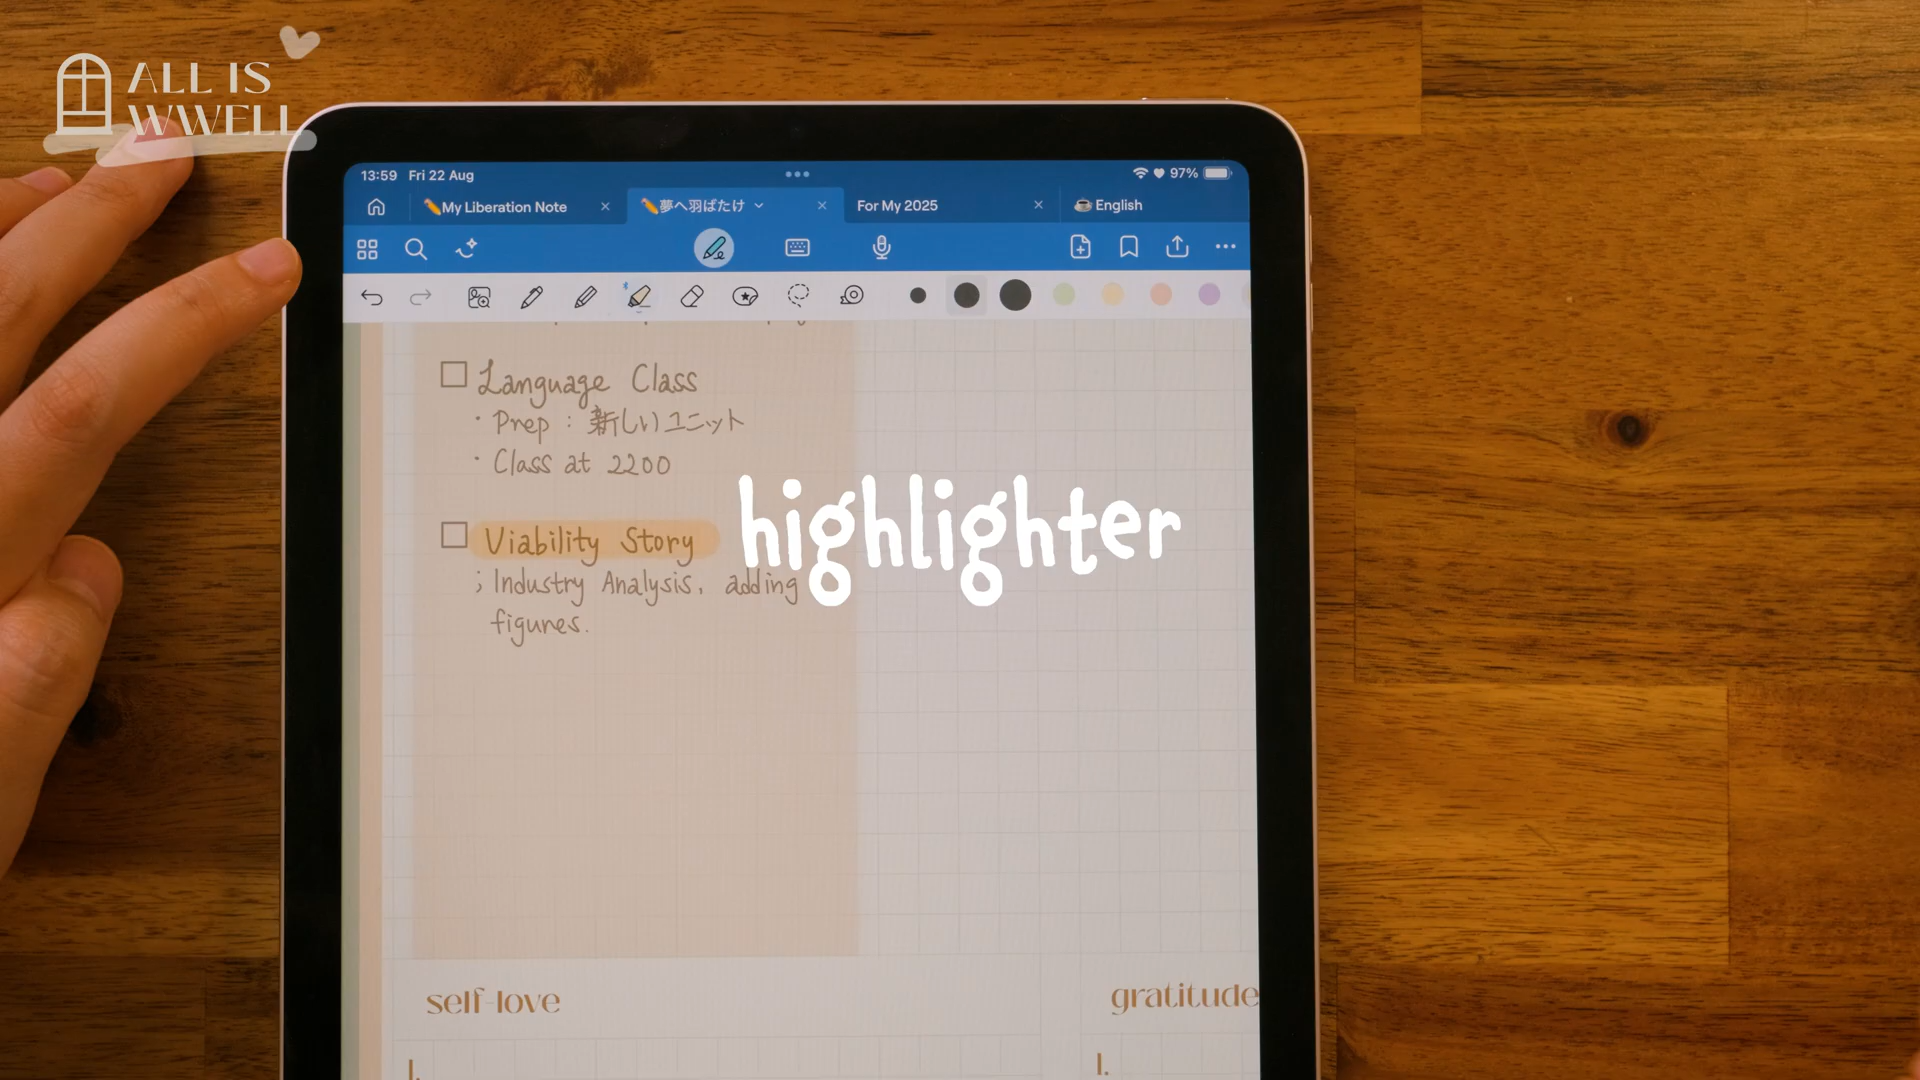 ALL IS
WWELL
13:59 Fri 22 Aug
97%
My Liberation Note
夢へ羽ばたけ
For My 2025
English
Language Class
· Prep : 新しいユニット
· Class at 2200
highlighter
Viability Story
; Industry Analysis, adding
figures.
self-love
gratitude
1.
1.